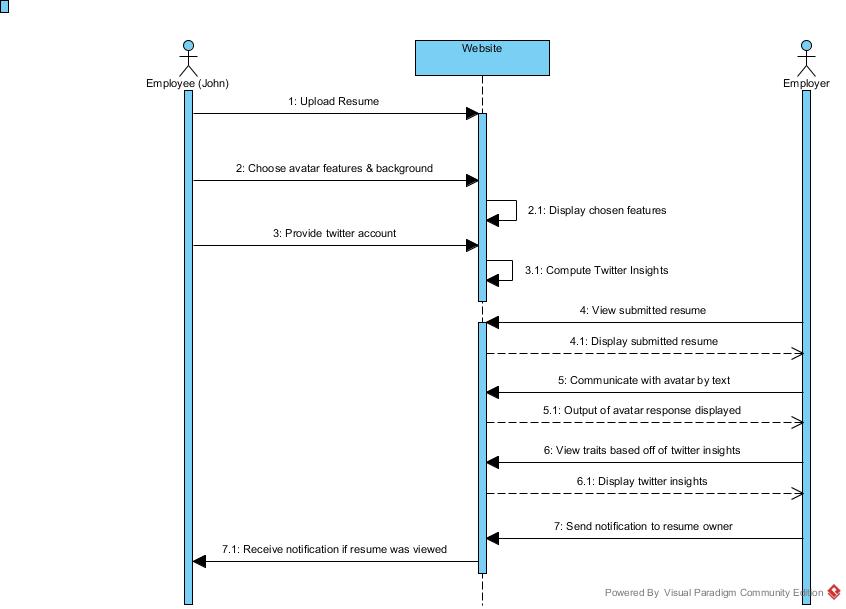 Website
Employee (John)
Employer
1: Upload Resume
2: Choose avatar features & background
2.1: Display chosen features
3: Provide twitter account
3.1: Compute Twitter Insights
4: View submitted resume
4.1: Display submitted resume
5: Communicate with avatar by text
5.1: Output of avatar response displayed
6: View traits based off of twitter insights
6.1: Display twitter insights
7: Send notification to resume owner
7.1: Receive notification if resume was viewed
Powered By Visual Paradigm Community Edition